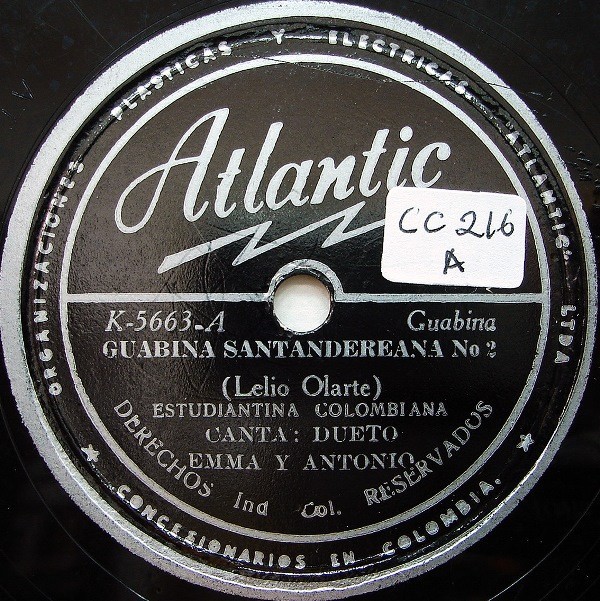 ORGANIZACIONES PLASTICAS Y ELECTRICAS "ATLANTIC" LTDA
Atlantic
CC 216
A
K-5663-A Guabina
GUABINA SANTANDEREANA No 2
(Lelio Olarte)
ESTUDIANTINA COLOMBIANA
CANTA: DUETO
EMMA Y ANTONIO
DERECHOS Ind Col. RESERVADOS
CONCESIONARIOS EN COLOMBIA.